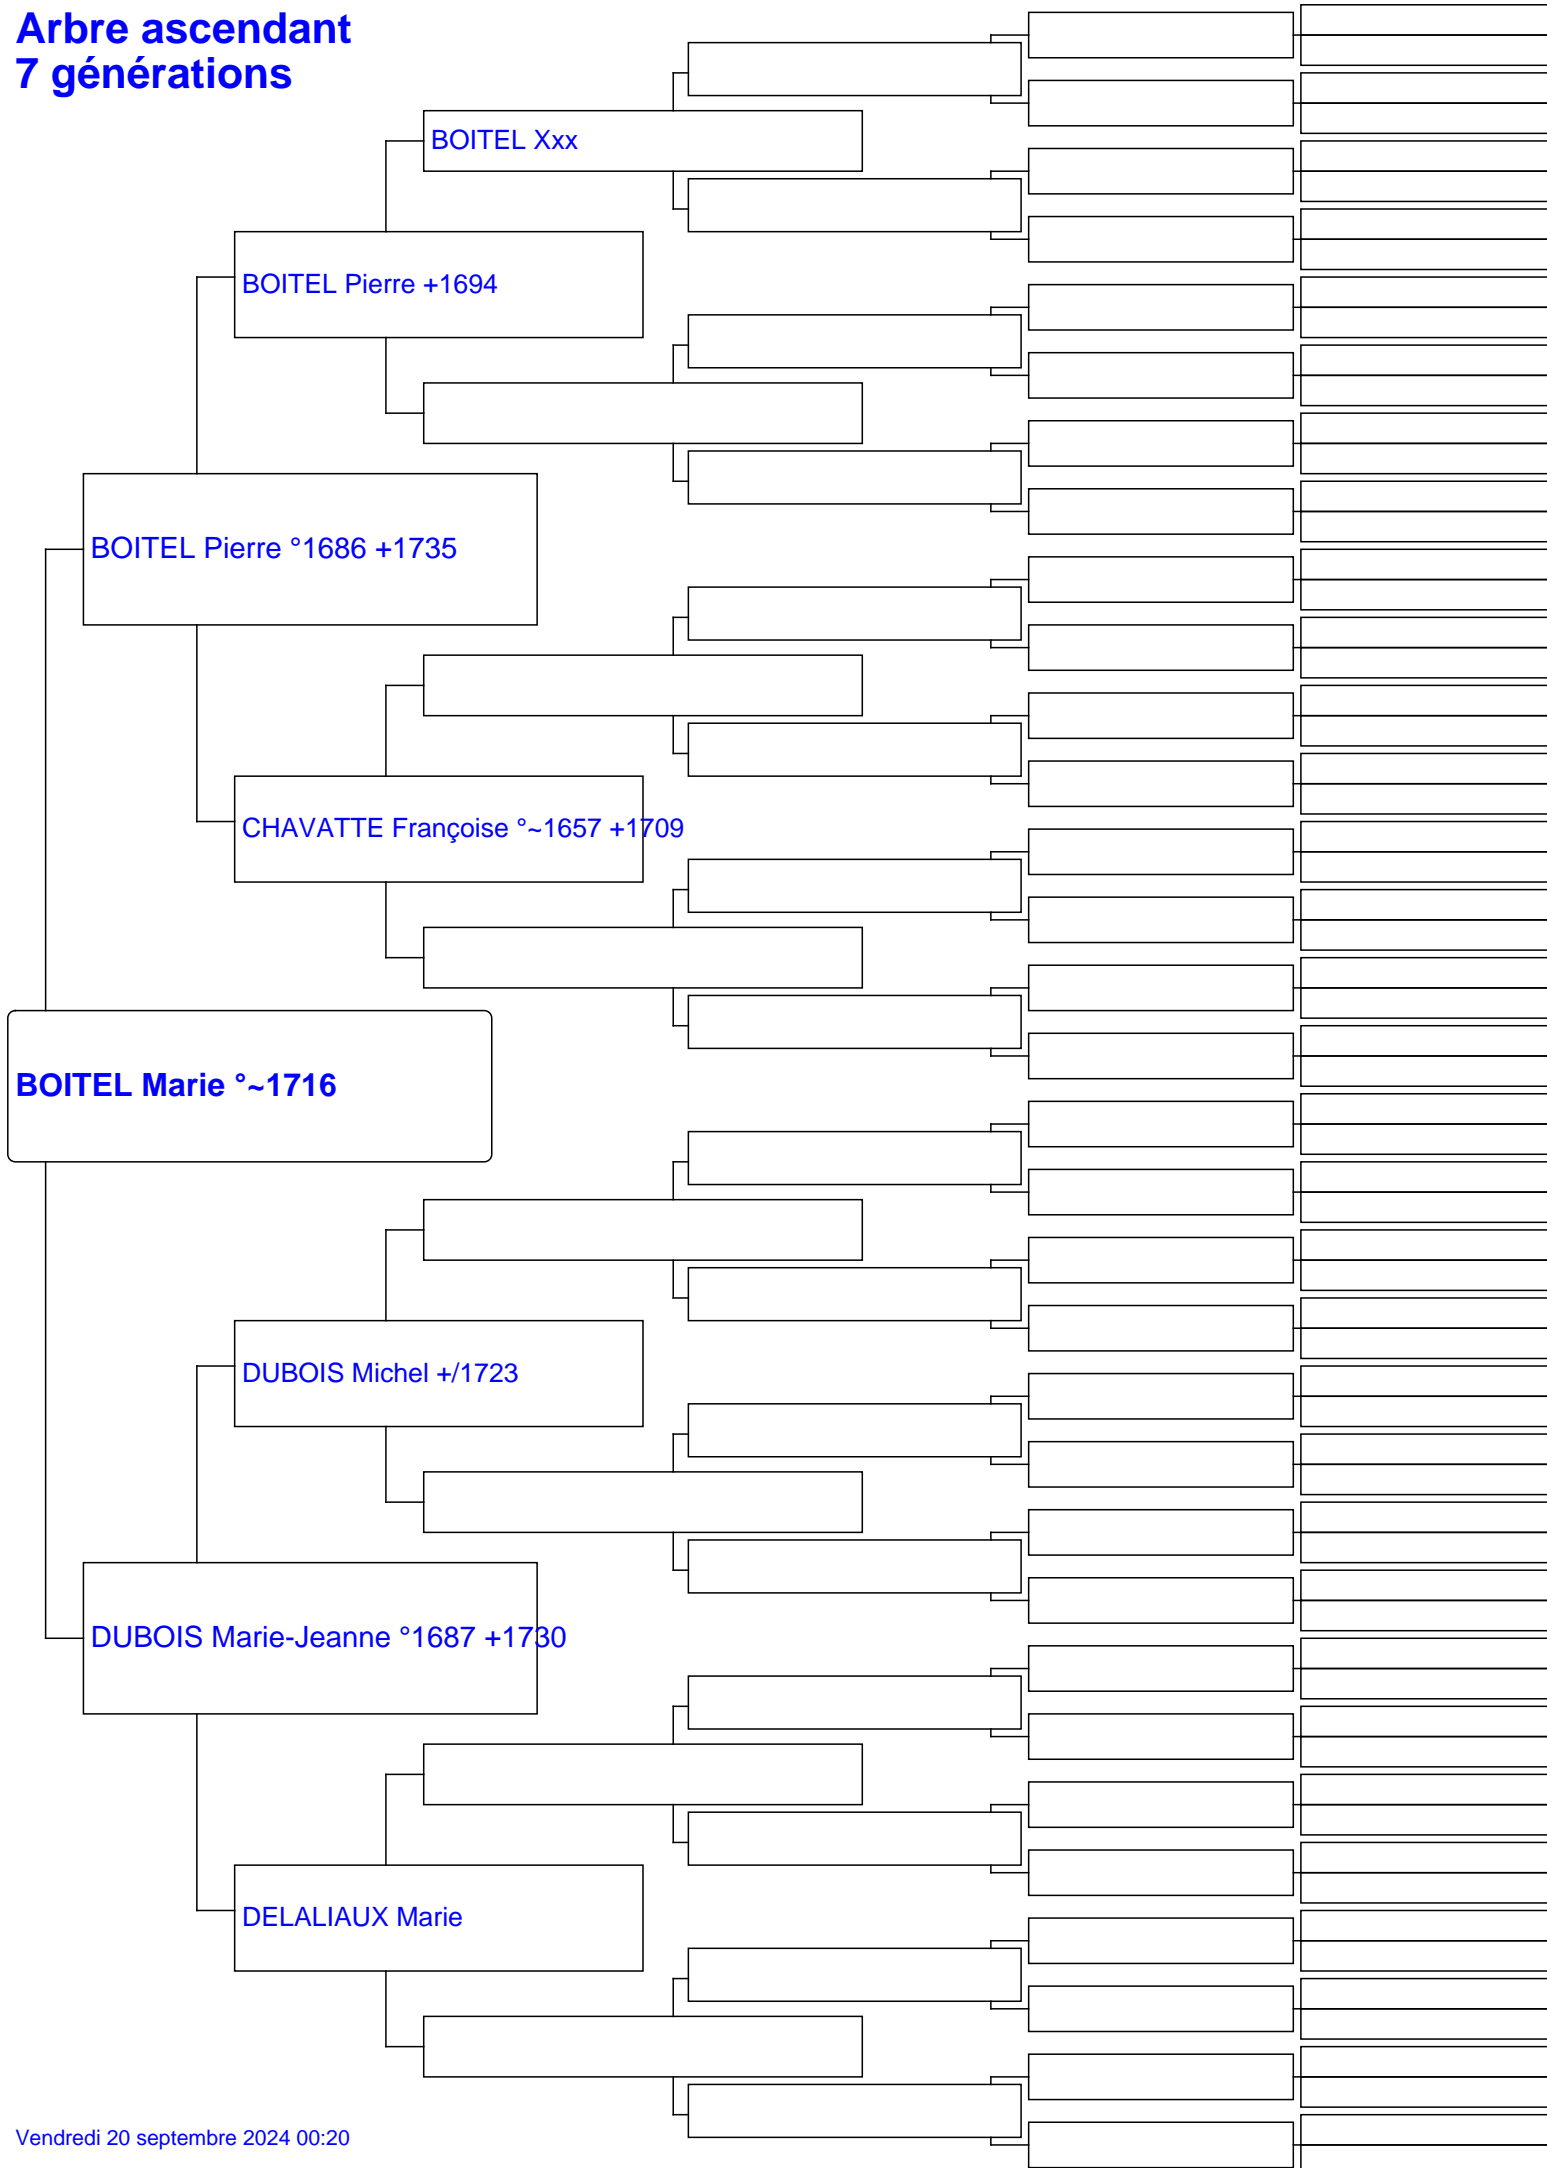 Arbre ascendant
7 générations
BOITEL Xxx
BOITEL Pierre +1694
BOITEL Pierre °1686 +1735
CHAVATTE Françoise °~1657 +1709
BOITEL Marie °~1716
DUBOIS Michel +/1723
DUBOIS Marie-Jeanne °1687 +1730
DELALIAUX Marie
Vendredi 20 septembre 2024 00:20